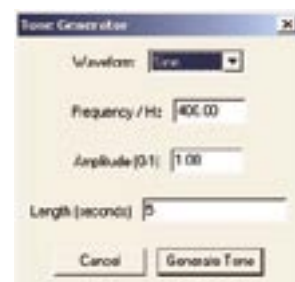 Tone Generator
Waveform: Sine
Frequency / Hz 400.00
Amplitude (0-1) 1.00
Length (seconds) 5
Cancel Generate Tone